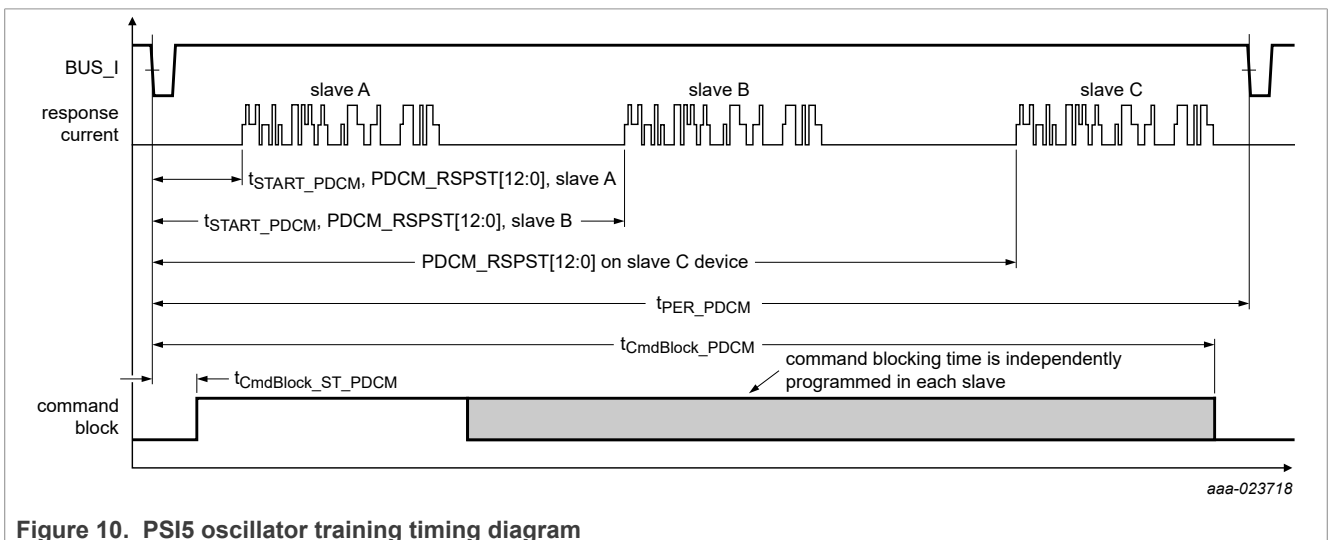 BUS_I
response
current
slave A
slave B
slave C
tSTART_PDCM, PDCM_RSPST[12:0], slave A
tSTART_PDCM, PDCM_RSPST[12:0], slave B
PDCM_RSPST[12:0] on slave C device
tPER_PDCM
tCmdBlock_PDCM
command blocking time is independently
programmed in each slave
tCmdBlock_ST_PDCM
command
block
aaa-023718
Figure 10. PSI5 oscillator training timing diagram